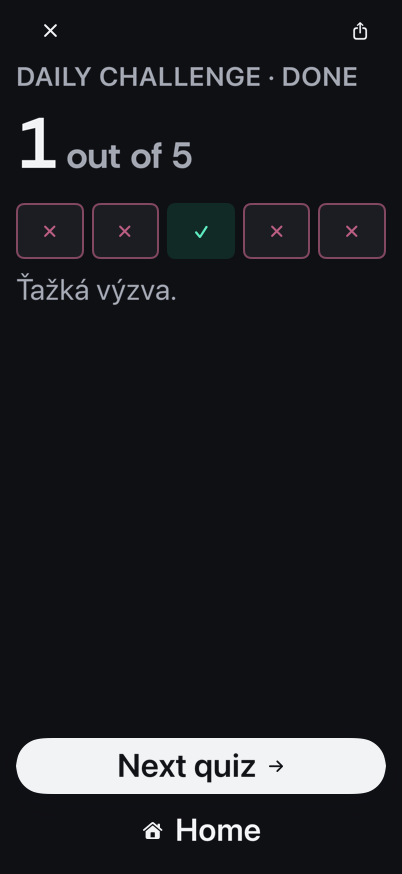 DAILY CHALLENGE · DONE
1 out of 5
Ťažká výzva.
Next quiz →
Home